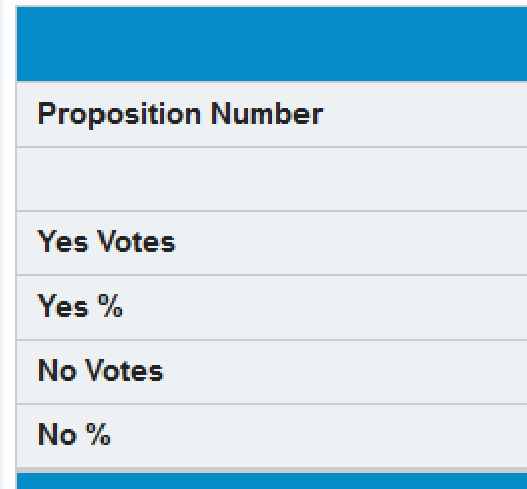 Proposition Number
Yes Votes
Yes %
No Votes
No %